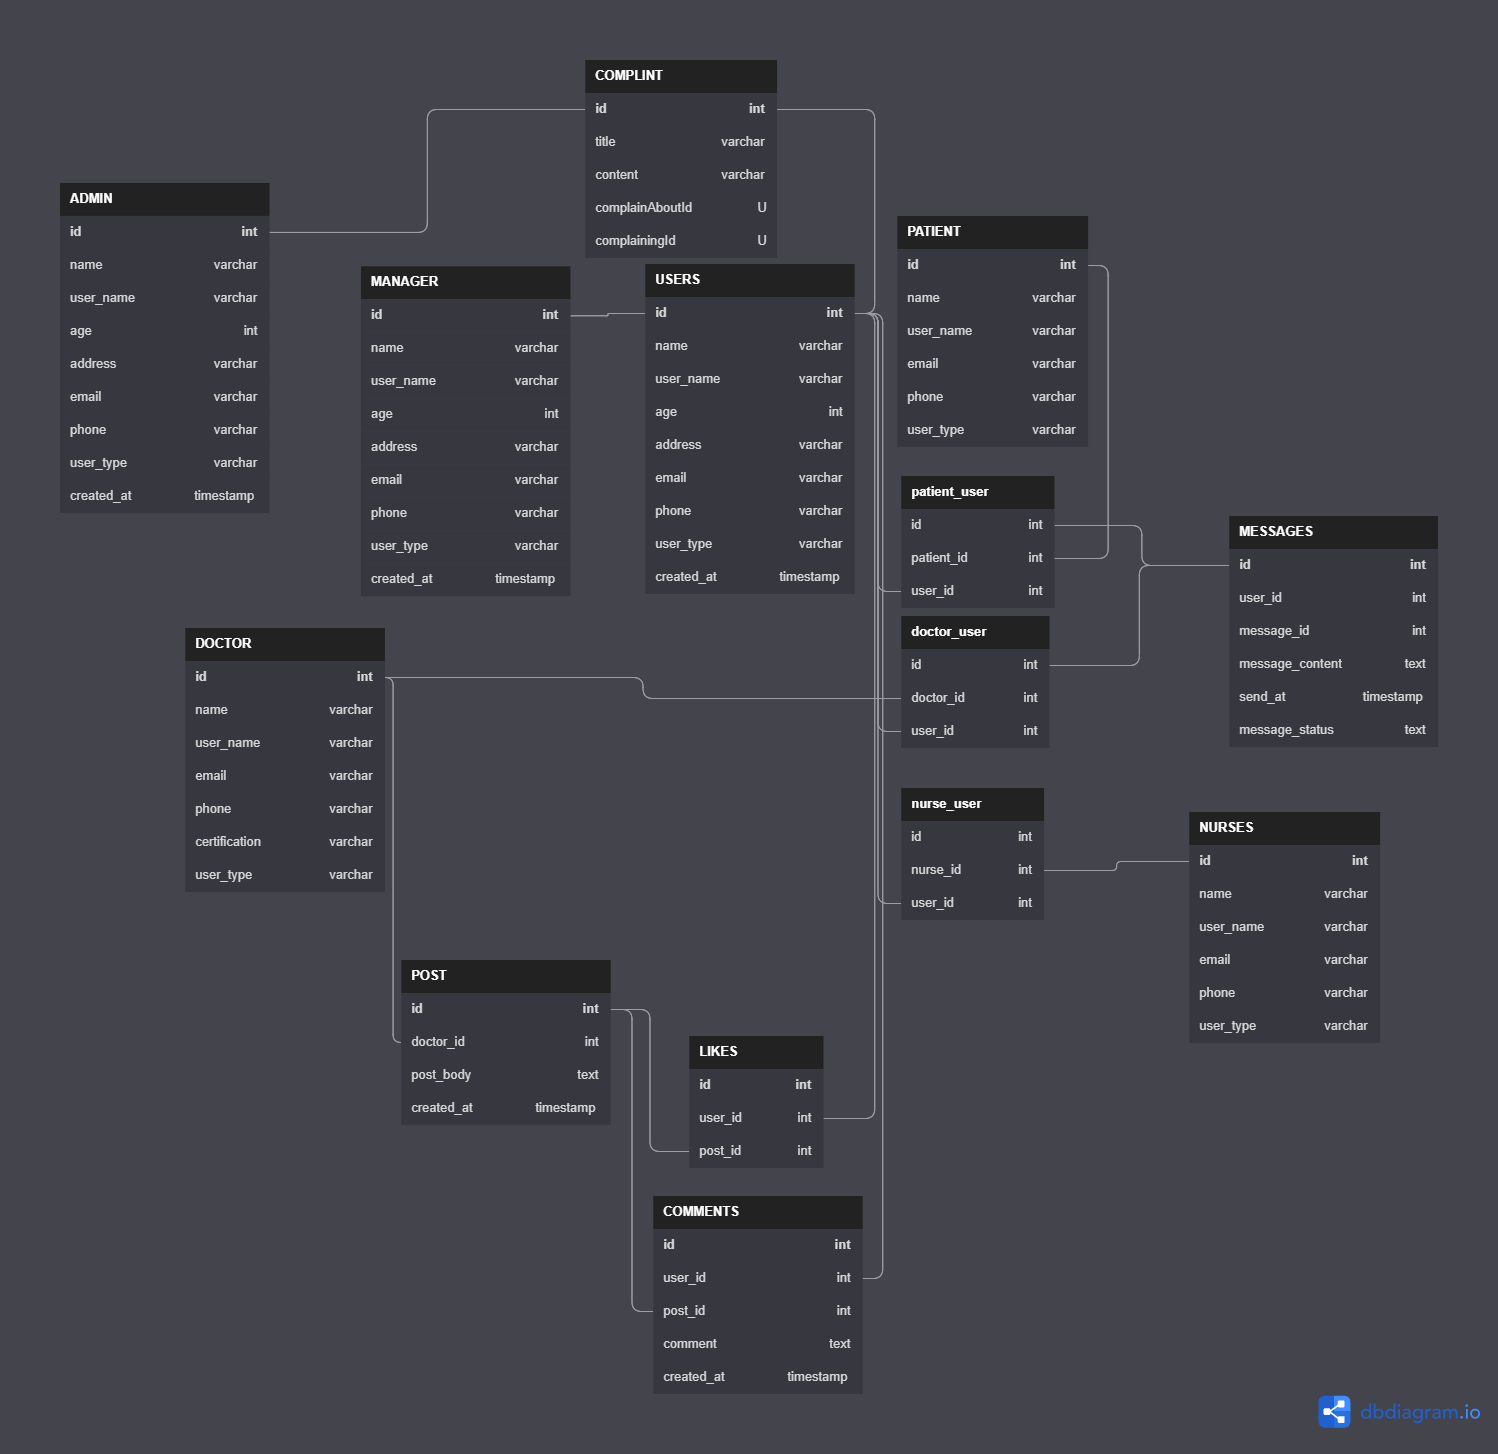 COMPLINT
id int
title varchar
content varchar
complainAboutId U
complainingId U
ADMIN
id int
name varchar
user_name varchar
age int
address varchar
email varchar
phone varchar
user_type varchar
created_at timestamp
MANAGER
id int
name varchar
user_name varchar
age int
address varchar
email varchar
phone varchar
user_type varchar
created_at timestamp
USERS
id int
name varchar
user_name varchar
age int
address varchar
email varchar
phone varchar
user_type varchar
created_at timestamp
PATIENT
id int
name varchar
user_name varchar
email varchar
phone varchar
user_type varchar
patient_user
id int
patient_id int
user_id int
MESSAGES
id int
user_id int
message_id int
message_content text
send_at timestamp
message_status text
doctor_user
id int
doctor_id int
user_id int
DOCTOR
id int
name varchar
user_name varchar
email varchar
phone varchar
certification varchar
user_type varchar
nurse_user
id int
nurse_id int
user_id int
NURSES
id int
name varchar
user_name varchar
email varchar
phone varchar
user_type varchar
POST
id int
doctor_id int
post_body text
created_at timestamp
LIKES
id int
user_id int
post_id int
COMMENTS
id int
user_id int
post_id int
comment text
created_at timestamp
dbdiagram.io